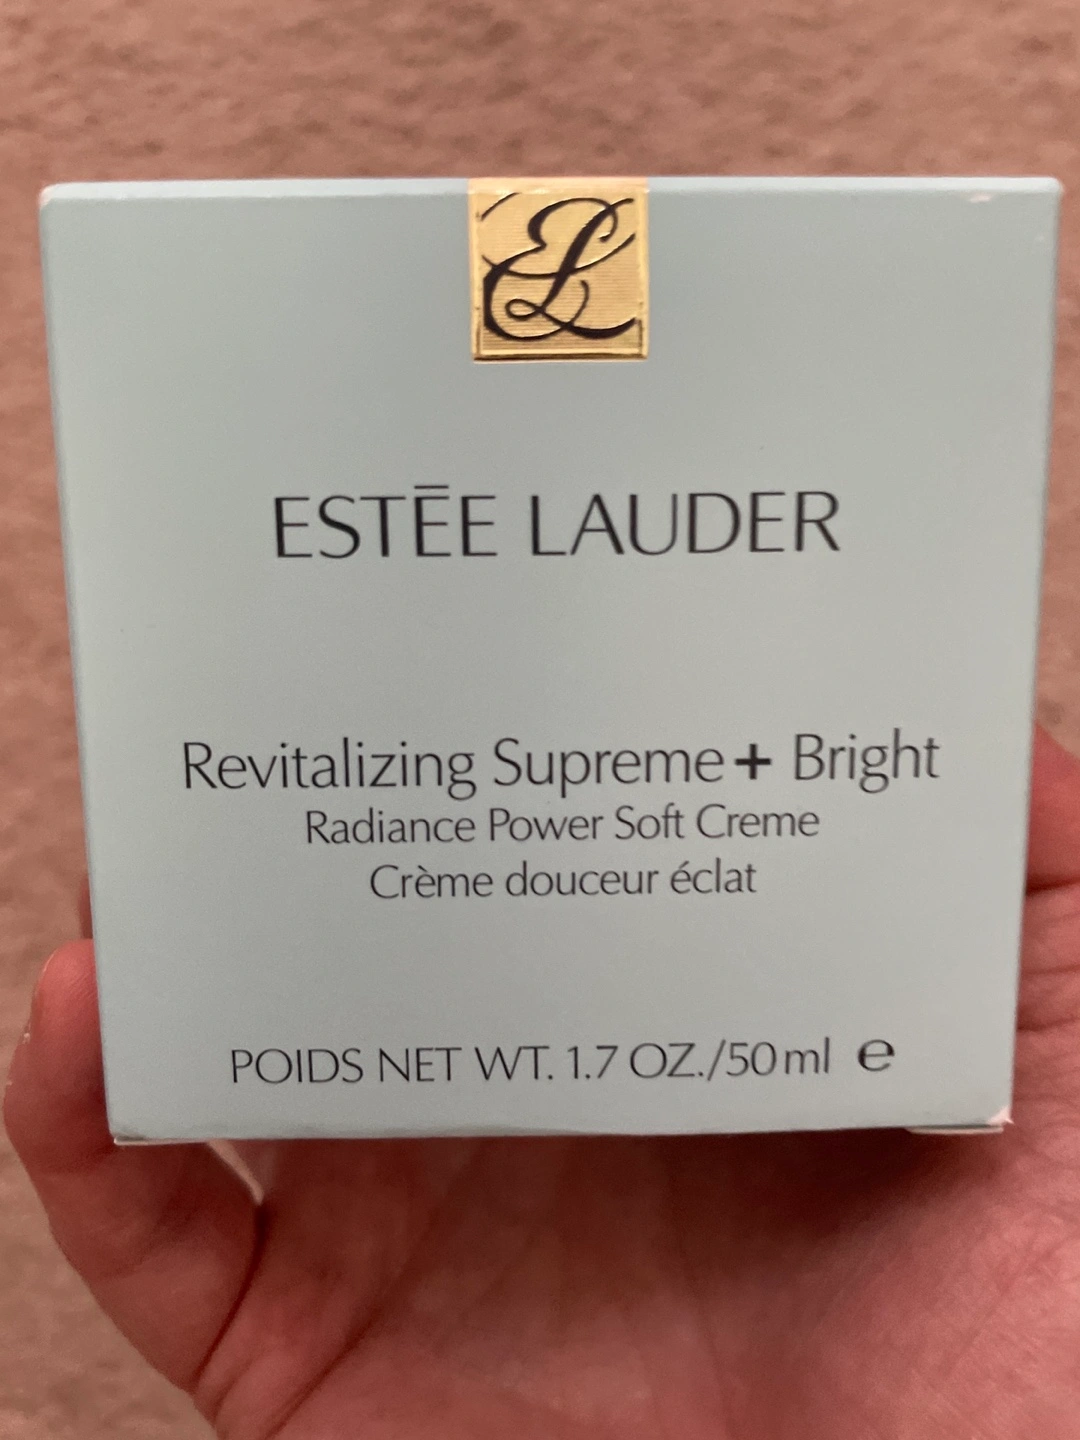 EL
ESTĒE LAUDER
Revitalizing Supreme+ Bright
Radiance Power Soft Creme
Crème douceur éclat
POIDS NET WT. 1.7 OZ./50ml ℮